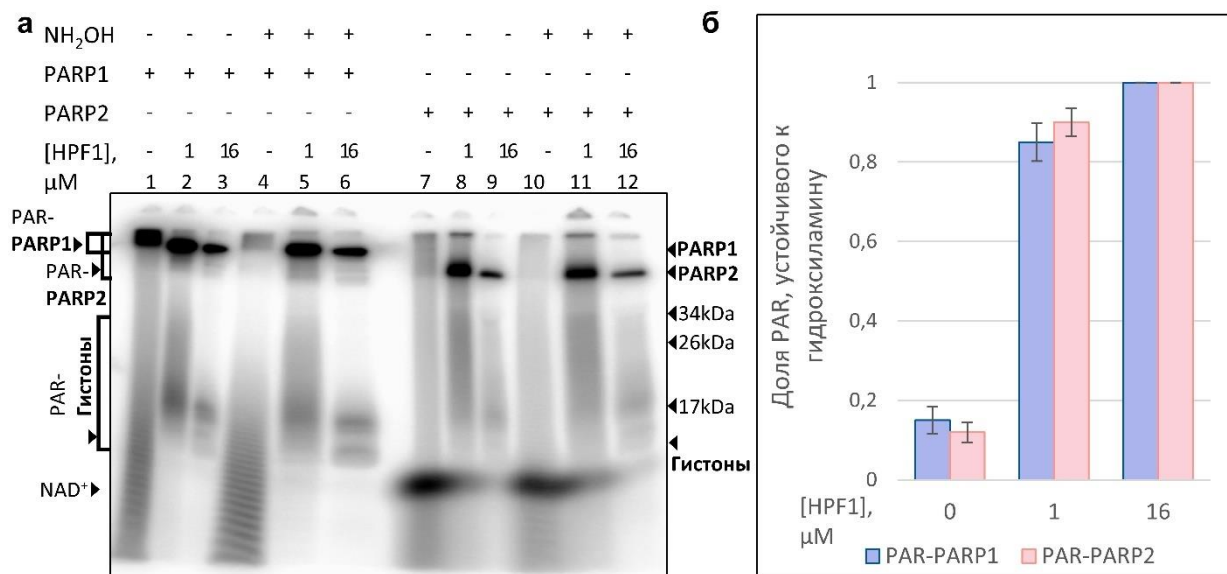 а
NH₂OH - - - + + + - - - + + +
PARP1 + + + + + + - - - - - -
PARP2 - - - - - - + + + + + +
[HPF1], - 1 16 - 1 16 - 1 16 - 1 16
μM 1 2 3 4 5 6 7 8 9 10 11 12
PAR-
PARP1
PAR-
PARP2
PAR-
Гистоны
NAD⁺
PARP1
PARP2
34kDa
26kDa
17kDa
Гистоны
б
Доля PAR, устойчивого к
гидроксиламину
1
0,8
0,6
0,4
0,2
0
[HPF1], 0 1 16
μM
PAR-PARP1 PAR-PARP2